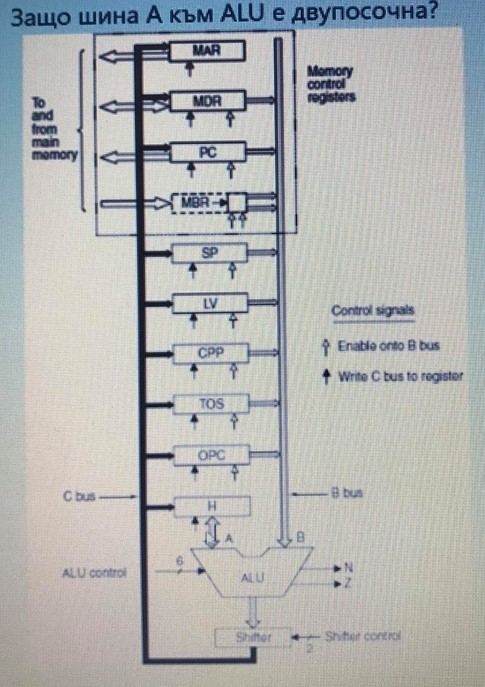 Защо шина A към ALU е двупосочна?
MAR
Memory
control
registers
To
and
from
main
memory
MDR
PC
MBR
SP
LV
Control signals
Enable onto B bus
CPP
Write C bus to register
TOS
OPC
C bus
B bus
H
A
B
6
ALU control
ALU
N
Z
Shifter
Shifter control
2